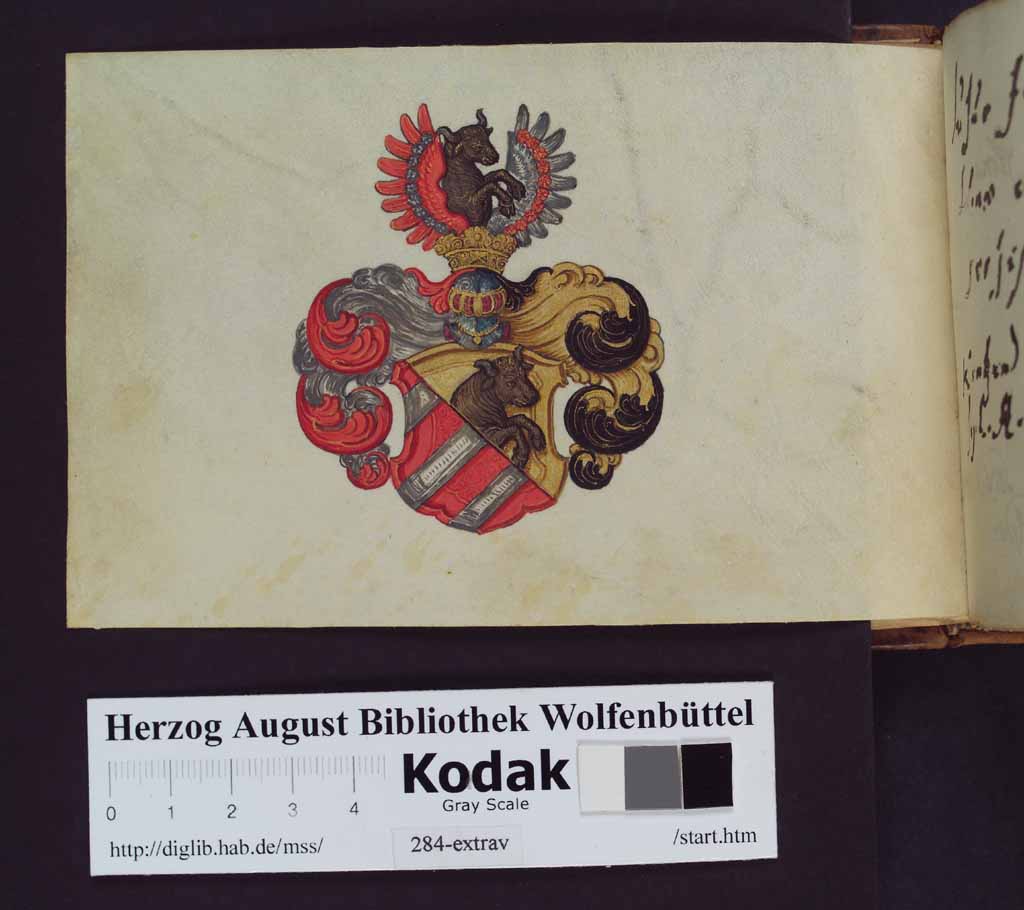 Herzog August Bibliothek Wolfenbüttel
Kodak
Gray Scale
0 1 2 3 4
http://diglib.hab.de/mss/
284-extrav
/start.htm